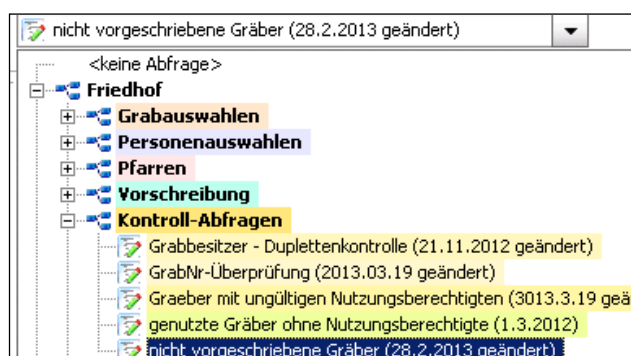 nicht vorgeschriebene Gräber (28.2.2013 geändert)
<keine Abfrage>
Friedhof
Grabauswahlen
Personenauswahlen
Pfarren
Vorschreibung
Kontroll-Abfragen
Grabbesitzer - Duplettenkontrolle (21.11.2012 geändert)
GrabNr-Überprüfung (2013.03.19 geändert)
Graeber mit ungültigen Nutzungsberechtigten (3013.3.19 geä
genutzte Gräber ohne Nutzungsberechtigte (1.3.2012)
nicht vorgeschriebene Gräber (28.2.2013 geändert)